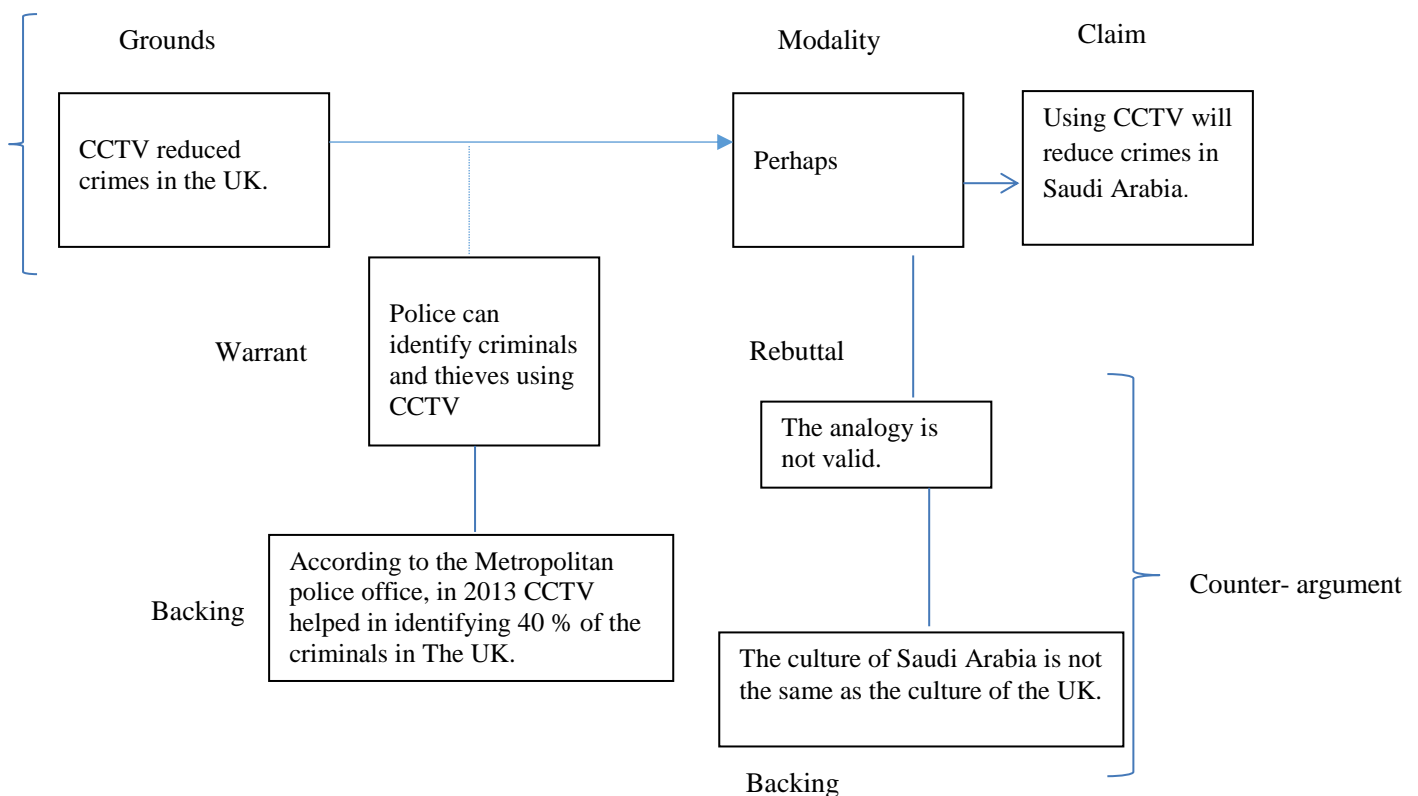 Grounds
Modality
Claim
CCTV reduced
crimes in the UK.
Perhaps
Using CCTV will
reduce crimes in
Saudi Arabia.
Warrant
Police can
identify criminals
and thieves using
CCTV
Rebuttal
The analogy is
not valid.
Backing
According to the Metropolitan
police office, in 2013 CCTV
helped in identifying 40 % of the
criminals in The UK.
Counter- argument
The culture of Saudi Arabia is not
the same as the culture of the UK.
Backing